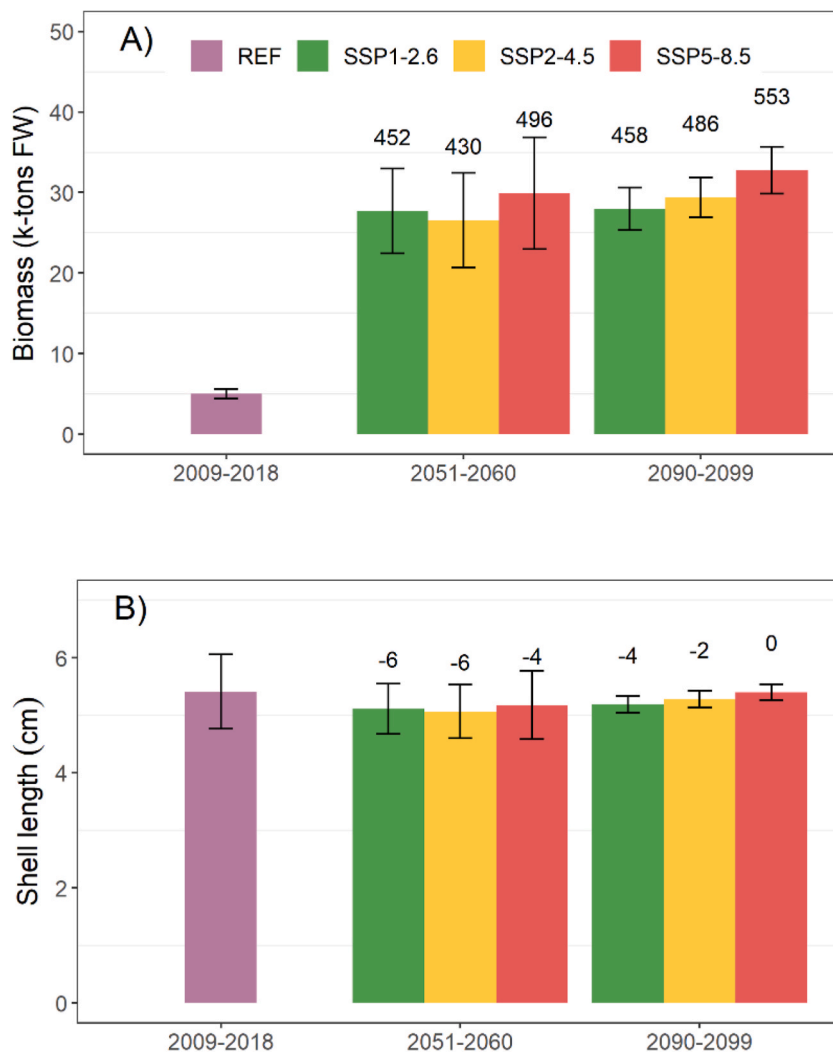 A)
REF SSP1-2.6 SSP2-4.5 SSP5-8.5
Biomass (k-tons FW)
50
40
30
20
10
0
452 430 496 458 486 553
2009-2018 2051-2060 2090-2099
B)
Shell length (cm)
6
4
2
0
-6 -6 -4 -4 -2 0
2009-2018 2051-2060 2090-2099